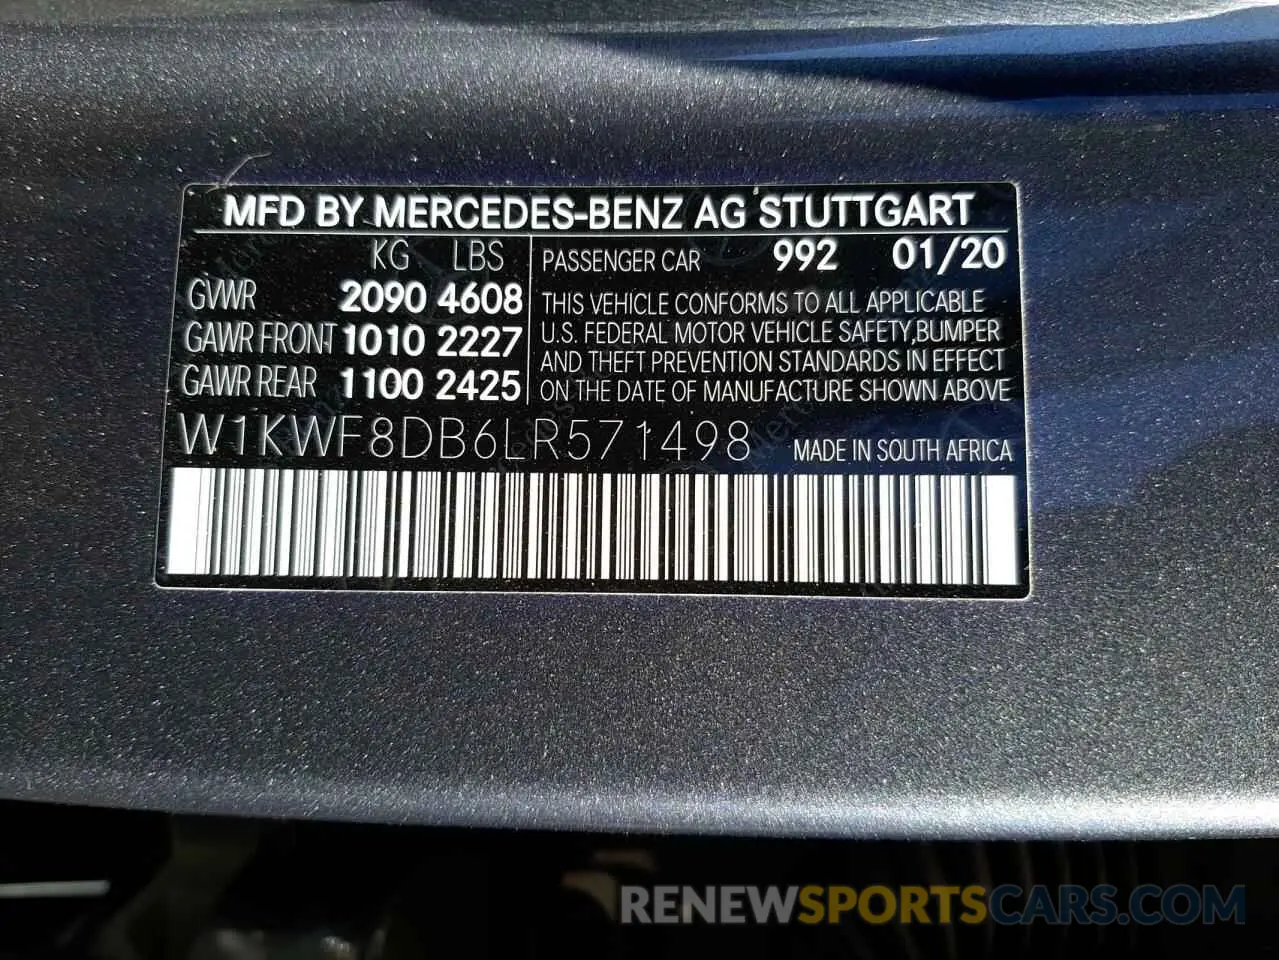 MFD BY MERCEDES-BENZ AG STUTTGART
KG LBS
GVWR 2090 4608
GAWR FRONT 1010 2227
GAWR REAR 1100 2425
PASSENGER CAR 992 01/20
THIS VEHICLE CONFORMS TO ALL APPLICABLE
U.S. FEDERAL MOTOR VEHICLE SAFETY,BUMPER
AND THEFT PREVENTION STANDARDS IN EFFECT
ON THE DATE OF MANUFACTURE SHOWN ABOVE
W1KWF8DB6LR571498 MADE IN SOUTH AFRICA
RENEWSPORTSCARS.COM